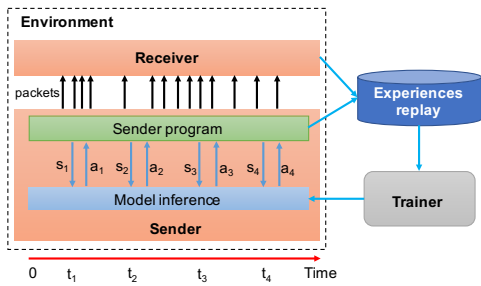 Environment
Receiver
packets
Experiences
replay
Sender program
s1 a1 s2 a2 s3 a3 s4 a4
Model inference
Trainer
Sender
0 t1 t2 t3 t4 Time